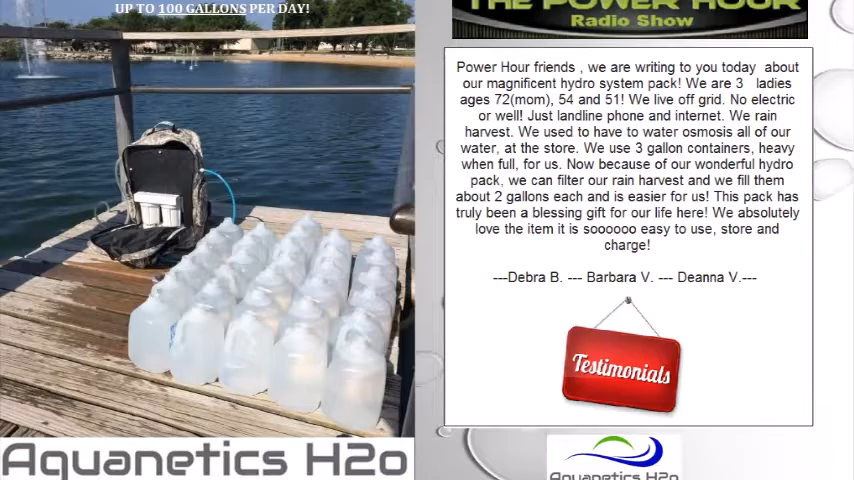 UP TO 100 GALLONS PER DAY!
Aquanetics H2o
THE POWER HOUR
Radio Show
Power Hour friends , we are writing to you today about
our magnificent hydro system pack! We are 3 ladies
ages 72(mom), 54 and 51! We live off grid. No electric
or well! Just landline phone and internet. We rain
harvest. We used to have to water osmosis all of our
water, at the store. We use 3 gallon containers, heavy
when full, for us. Now because of our wonderful hydro
pack, we can filter our rain harvest and we fill them
about 2 gallons each and is easier for us! This pack has
truly been a blessing gift for our life here! We absolutely
love the item it is soooooo easy to use, store and
charge!
---Debra B. --- Barbara V. --- Deanna V.---
Testimonials
Aquanetics H2o